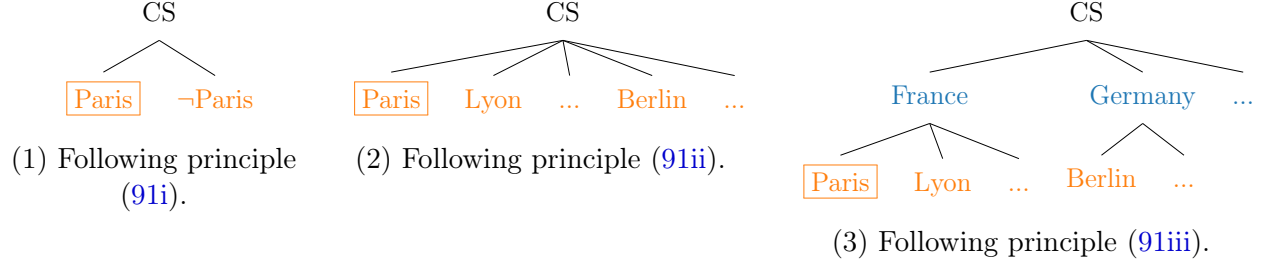 CS
Paris ¬Paris
(1) Following principle
(91i).
CS
Paris Lyon ... Berlin ...
(2) Following principle (91ii).
CS
France Germany ...
Paris Lyon ... Berlin ...
(3) Following principle (91iii).